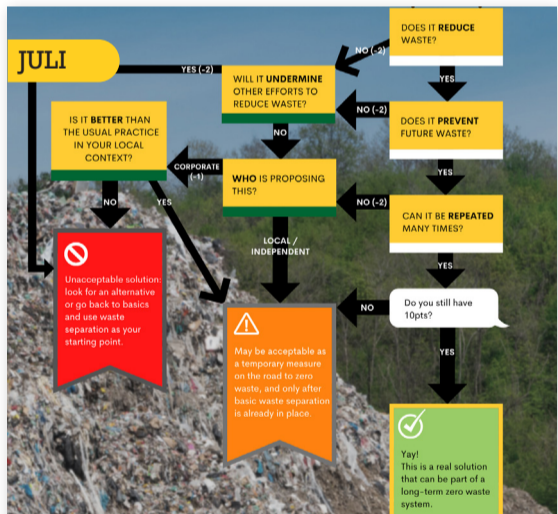 DOES IT REDUCE
WASTE?
JULI
NO (-2)
YES (-2)
YES
WILL IT UNDERMINE
OTHER EFFORTS TO
REDUCE WASTE?
NO (-2)
DOES IT PREVENT
FUTURE WASTE?
IS IT BETTER THAN
THE USUAL PRACTICE
IN YOUR LOCAL
CONTEXT?
NO
YES
CORPORATE
(-1)
WHO IS PROPOSING
THIS?
NO (-2)
CAN IT BE REPEATED
MANY TIMES?
NO
YES
LOCAL /
INDEPENDENT
YES
Unacceptable solution:
look for an alternative
or go back to basics
and use waste
separation as your
starting point.
NO
Do you still have
10pts?
YES
May be acceptable as
a temporary measure
on the road to zero
waste, and only after
basic waste separation
is already in place.
Yay!
This is a real solution
that can be part of a
long-term zero waste
system.